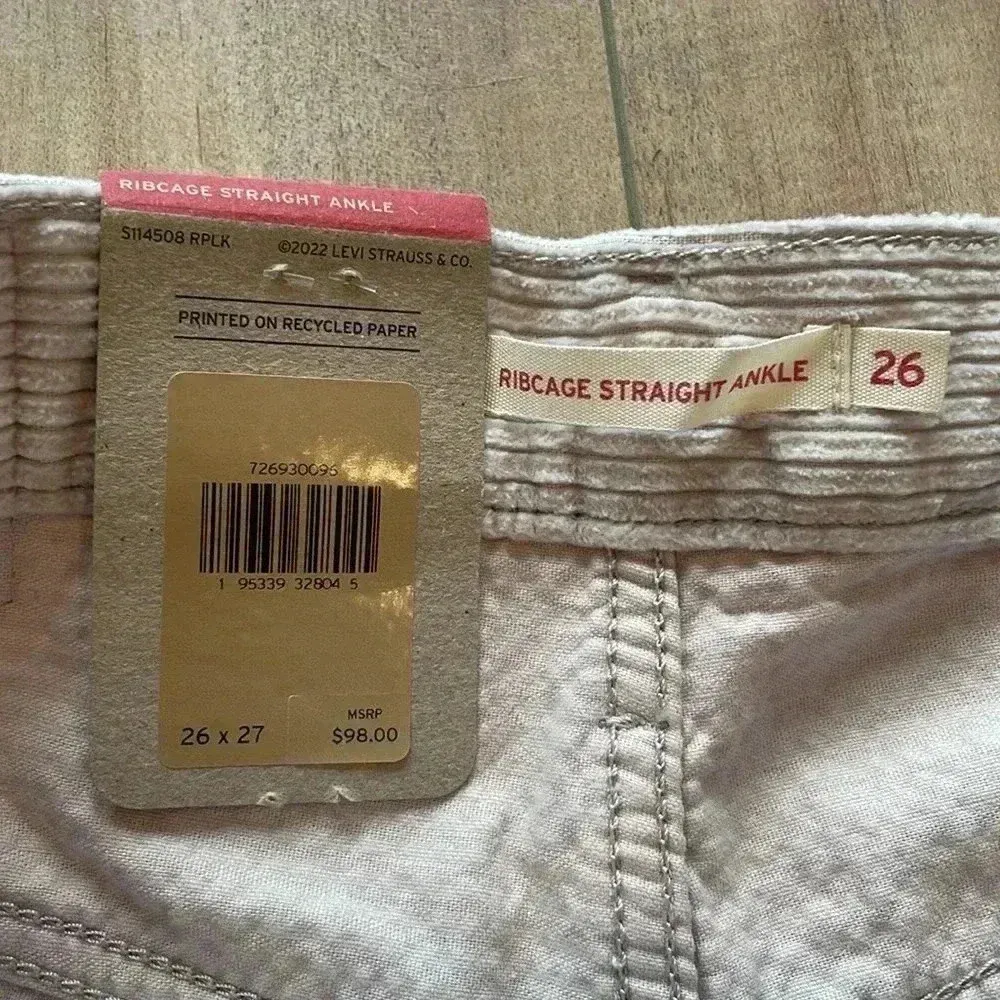 RIBCAGE STRAIGHT ANKLE
S114508 RPLK
©2022 LEVI STRAUSS & CO.
PRINTED ON RECYCLED PAPER
726930096
1 95339 32804 5
MSRP
26 x 27
$98.00
RIBCAGE STRAIGHT ANKLE
26